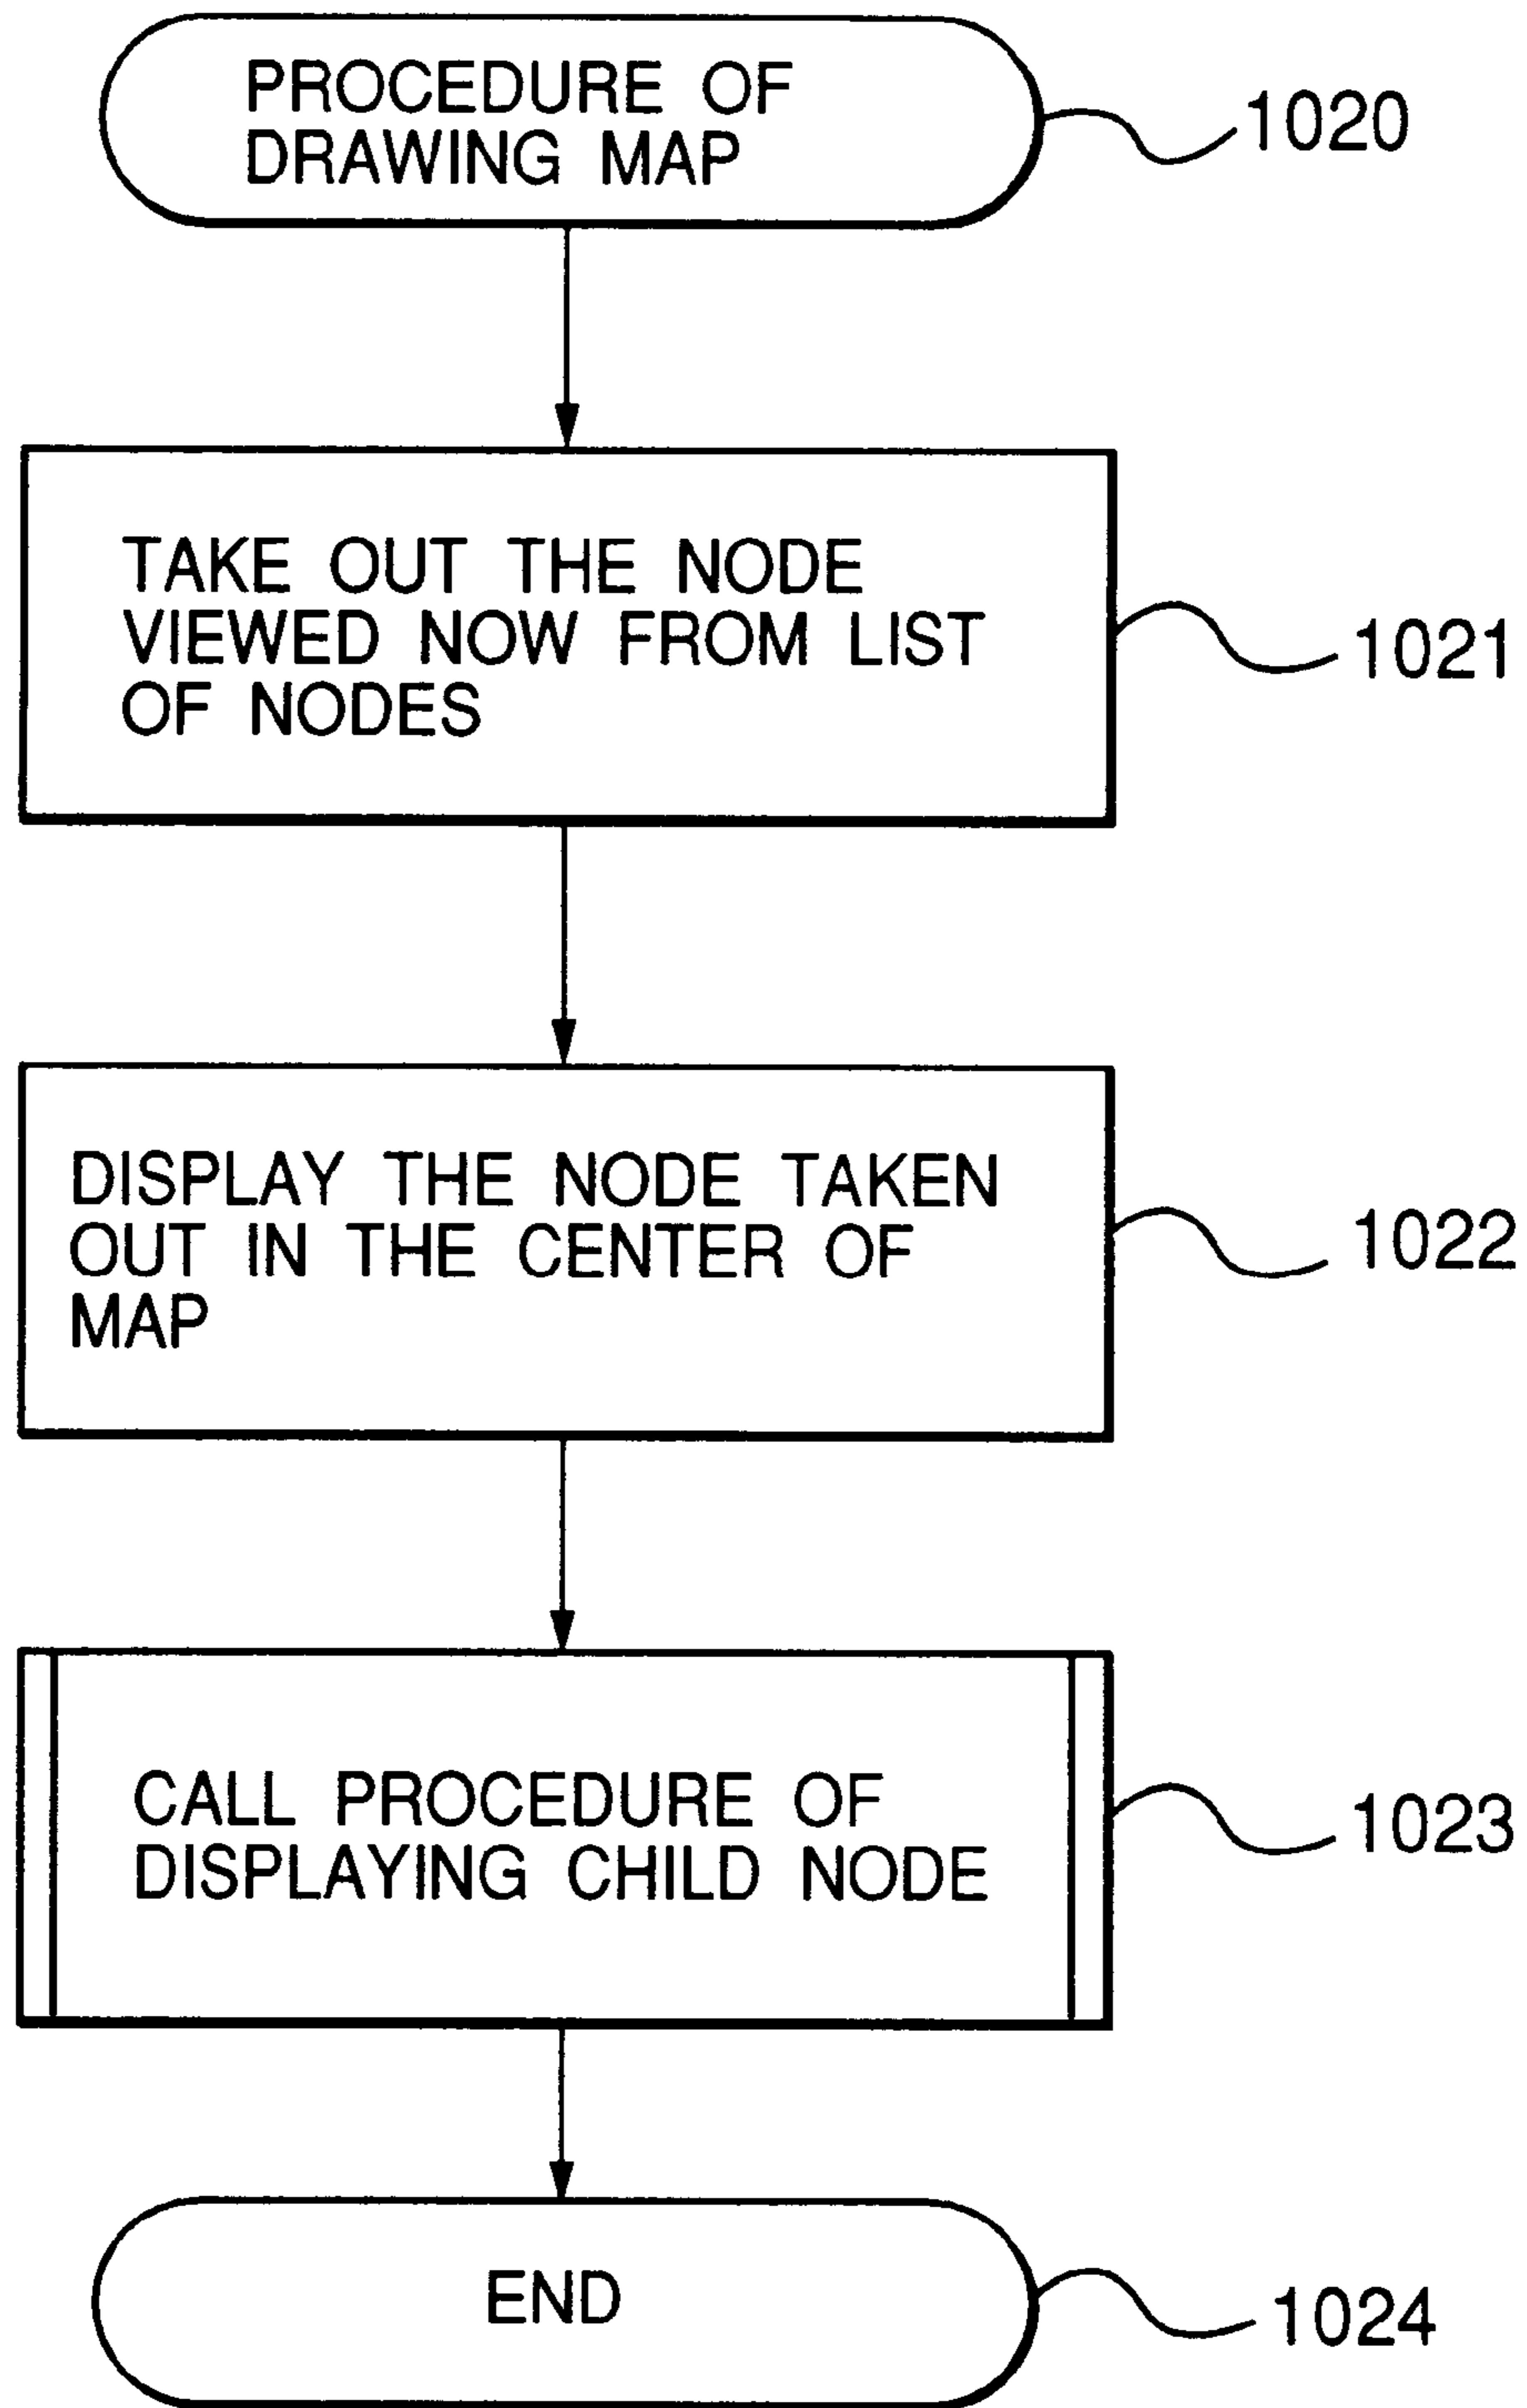 PROCEDURE OF
DRAWING MAP
1020
TAKE OUT THE NODE
VIEWED NOW FROM LIST
OF NODES
1021
DISPLAY THE NODE TAKEN
OUT IN THE CENTER OF
MAP
1022
CALL PROCEDURE OF
DISPLAYING CHILD NODE
1023
END
1024